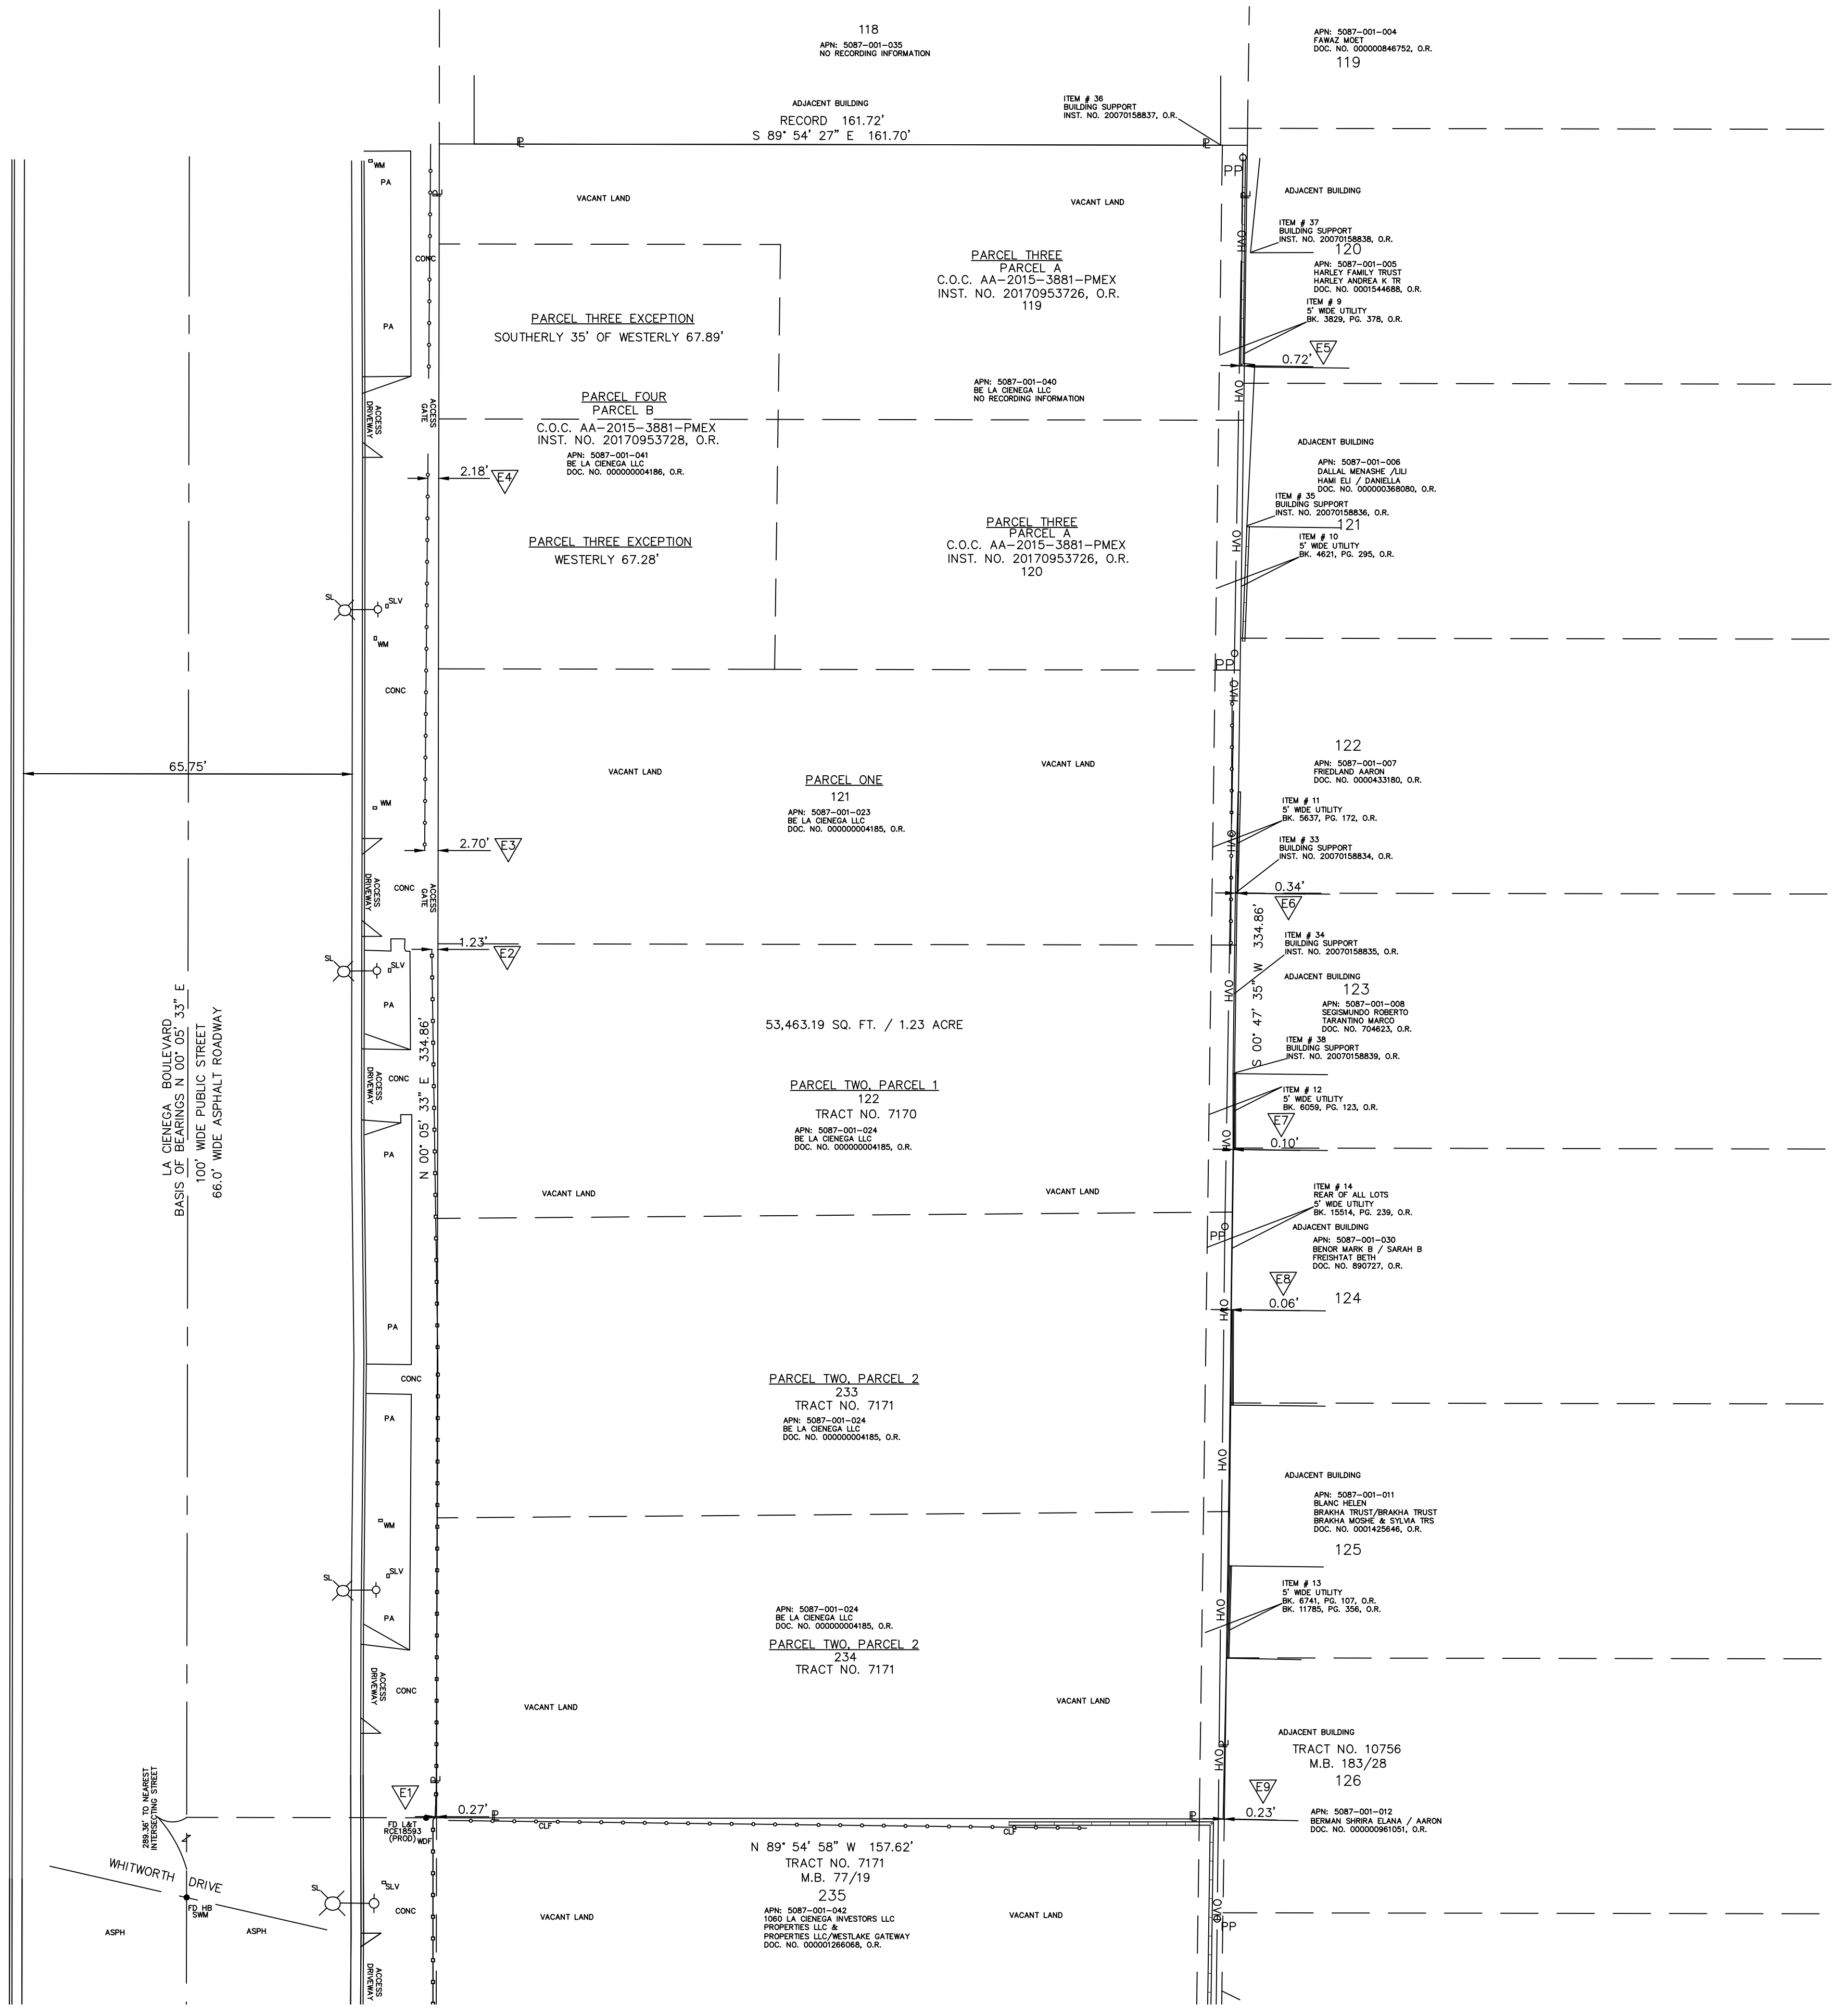 118
APN: 5087-001-035
NO RECORDING INFORMATION
APN: 5087-001-004
FAWAZ MOET
DOC. NO. 000000846752, O.R.
119
ADJACENT BUILDING
RECORD 161.72'
S 89° 54' 27" E 161.70'
ITEM # 36
BUILDING SUPPORT
INST. NO. 20070158837, O.R.
PL
PL
WM
PA
PL
VACANT LAND
VACANT LAND
PP
PL
ADJACENT BUILDING
ITEM # 37
BUILDING SUPPORT
INST. NO. 20070158838, O.R.
120
APN: 5087-001-005
HARLEY FAMILY TRUST
HARLEY ANDREA K TR
DOC. NO. 0001544688, O.R.
ITEM # 9
5' WIDE UTILITY
BK. 3829, PG. 378, O.R.
E5
0.72'
OVH
OVH
CONC
PA
PARCEL THREE
PARCEL A
C.O.C. AA-2015-3881-PMEX
INST. NO. 20170953726, O.R.
119
PARCEL THREE EXCEPTION
SOUTHERLY 35' OF WESTERLY 67.89'
APN: 5087-001-040
BE LA CIENEGA LLC
NO RECORDING INFORMATION
PARCEL FOUR
PARCEL B
C.O.C. AA-2015-3881-PMEX
INST. NO. 20170953728, O.R.
APN: 5087-001-041
BE LA CIENEGA LLC
DOC. NO. 000000004186, O.R.
ACCESS
DRIVEWAY
ACCESS
GATE
2.18'
E4
ADJACENT BUILDING
APN: 5087-001-006
DALLAL MENASHE /LILI
HAMI ELI / DANIELLA
DOC. NO. 000000368080, O.R.
ITEM # 35
BUILDING SUPPORT
INST. NO. 20070158836, O.R.
121
ITEM # 10
5' WIDE UTILITY
BK. 4621, PG. 295, O.R.
OVH
PARCEL THREE
PARCEL A
C.O.C. AA-2015-3881-PMEX
INST. NO. 20170953726, O.R.
120
PARCEL THREE EXCEPTION
WESTERLY 67.28'
SL
SLV
WM
CONC
PP
OVH
65.75'
VACANT LAND
VACANT LAND
PARCEL ONE
121
APN: 5087-001-023
BE LA CIENEGA LLC
DOC. NO. 000000004185, O.R.
122
APN: 5087-001-007
FRIEDLAND AARON
DOC. NO. 0000433180, O.R.
ITEM # 11
5' WIDE UTILITY
BK. 5637, PG. 172, O.R.
ITEM # 33
BUILDING SUPPORT
INST. NO. 20070158834, O.R.
OVH
WM
2.70'
E3
ACCESS
DRIVEWAY
CONC
ACCESS
GATE
0.34'
E6
1.23'
E2
SL
SLV
PA
S 00° 47' 35" W 334.86'
ITEM # 34
BUILDING SUPPORT
INST. NO. 20070158835, O.R.
ADJACENT BUILDING
123
APN: 5087-001-008
SEGISMUNDO ROBERTO
TARANTINO MARCO
DOC. NO. 704623, O.R.
OVH
ITEM # 38
BUILDING SUPPORT
INST. NO. 20070158839, O.R.
53,463.19 SQ. FT. / 1.23 ACRE
LA CIENEGA BOULEVARD
BASIS OF BEARINGS N 00° 05' 33" E
100' WIDE PUBLIC STREET
66.0' WIDE ASPHALT ROADWAY
N 00° 05' 33" E 334.86'
ACCESS
DRIVEWAY
CONC
PARCEL TWO, PARCEL 1
122
TRACT NO. 7170
APN: 5087-001-024
BE LA CIENEGA LLC
DOC. NO. 000000004185, O.R.
ITEM # 12
5' WIDE UTILITY
BK. 6059, PG. 123, O.R.
E7
0.10'
OVH
PA
VACANT LAND
VACANT LAND
PP
ITEM # 14
REAR OF ALL LOTS
5' WIDE UTILITY
BK. 15514, PG. 239, O.R.
ADJACENT BUILDING
APN: 5087-001-030
BENOR MARK B / SARAH B
FREISHTAT BETH
DOC. NO. 890727, O.R.
E8
0.06'
124
OVH
PA
CONC
PA
PARCEL TWO, PARCEL 2
233
TRACT NO. 7171
APN: 5087-001-024
BE LA CIENEGA LLC
DOC. NO. 000000004185, O.R.
OVH
ADJACENT BUILDING
APN: 5087-001-011
BLANC HELEN
BRAKHA TRUST/BRAKHA TRUST
BRAKHA MOSHE & SYLVIA TRS
DOC. NO. 0001425646, O.R.
125
WM
SL
SLV
PA
ITEM # 13
5' WIDE UTILITY
BK. 6741, PG. 107, O.R.
BK. 11785, PG. 356, O.R.
OVH
APN: 5087-001-024
BE LA CIENEGA LLC
DOC. NO. 000000004185, O.R.
PARCEL TWO, PARCEL 2
234
TRACT NO. 7171
ACCESS
DRIVEWAY
CONC
VACANT LAND
VACANT LAND
ADJACENT BUILDING
TRACT NO. 10756
M.B. 183/28
126
PL
OVH
PL
E1
0.27'
PL
PL
E9
0.23'
APN: 5087-001-012
BERMAN SHRIRA ELANA / AARON
DOC. NO. 000000961051, O.R.
289.36' TO NEAREST
INTERSECTING STREET
FD L&T
RCE18593
(PROD)
WDF
CLF
CLF
N 89° 54' 58" W 157.62'
TRACT NO. 7171
M.B. 77/19
235
APN: 5087-001-042
1060 LA CIENEGA INVESTORS LLC
PROPERTIES LLC &
PROPERTIES LLC/WESTLAKE GATEWAY
DOC. NO. 000001266068, O.R.
WHITWORTH DRIVE
FD HB
SWM
ASPH
ASPH
SL
SLV
CONC
VACANT LAND
VACANT LAND
OVH
PP
ACCESS
DRIVEWAY